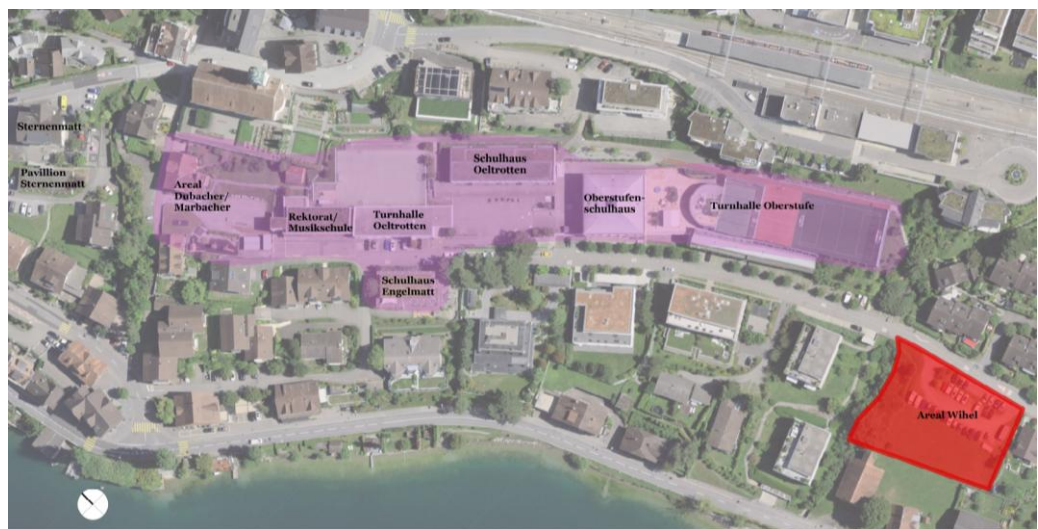 Sternenmatt
Pavillion
Sternenmatt
Areal
Dubacher/
Marbacher
Rektorat/
Musikschule
Turnhalle
Oeltrotten
Schulhaus
Oeltrotten
Schulhaus
Engelmatt
Oberstufen-
schulhaus
Turnhalle Oberstufe
Areal Wihel